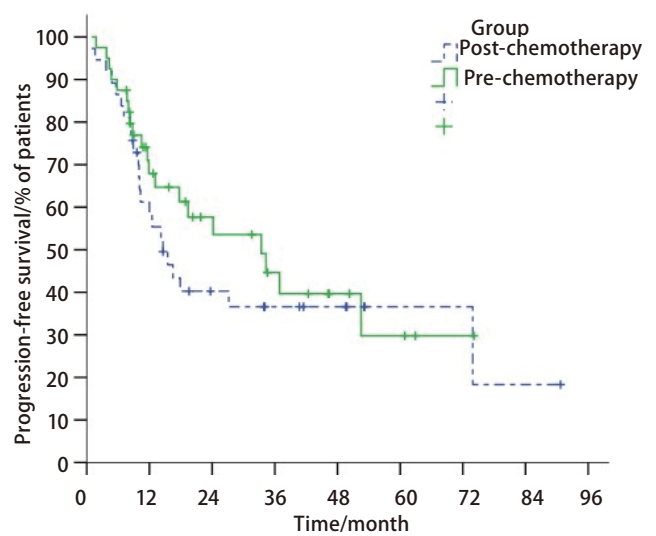 Group
Post-chemotherapy
Pre-chemotherapy
Progression-free survival/% of patients
100
90
80
70
60
50
40
30
20
10
0
0 12 24 36 48 60 72 84 96
Time/month